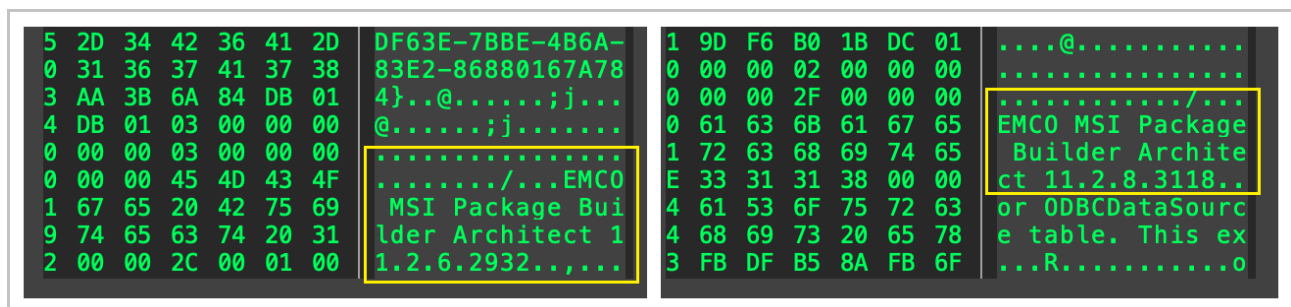 5 2D 34 42 36 41 2D DF63E-7BBE-4B6A-
0 31 36 37 41 37 38 83E2-86880167A78
3 AA 3B 6A 84 DB 01 4}..@......;j...
4 DB 01 03 00 00 00 @......;j.......
0 00 00 03 00 00 00 ................
0 00 00 45 4D 43 4F ......../...EMCO
1 67 65 20 42 75 69 MSI Package Bui
9 74 65 63 74 20 31 lder Architect 1
2 00 00 2C 00 01 00 1.2.6.2932..,...
1 9D F6 B0 1B DC 01 ....@...........
0 00 00 02 00 00 00 ................
0 00 00 2F 00 00 00 ............/...
0 61 63 6B 61 67 65 EMCO MSI Package
1 72 63 68 69 74 65 Builder Archite
E 33 31 31 38 00 00 ct 11.2.8.3118..
4 61 53 6F 75 72 63 or ODBCDataSourc
4 68 69 73 20 65 78 e table. This ex
3 FB DF B5 8A FB 6F ...R...........o